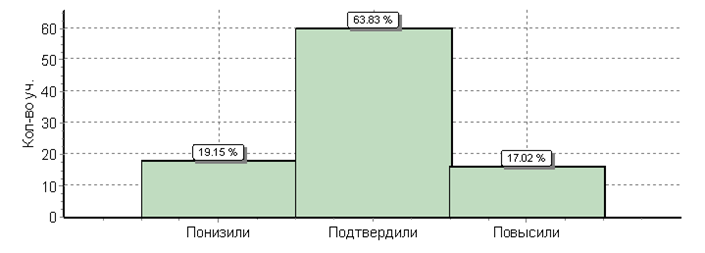 63.83 %
19.15 %
17.02 %
Кол-во уч.
60
50
40
30
20
10
0
Понизили
Подтвердили
Повысили